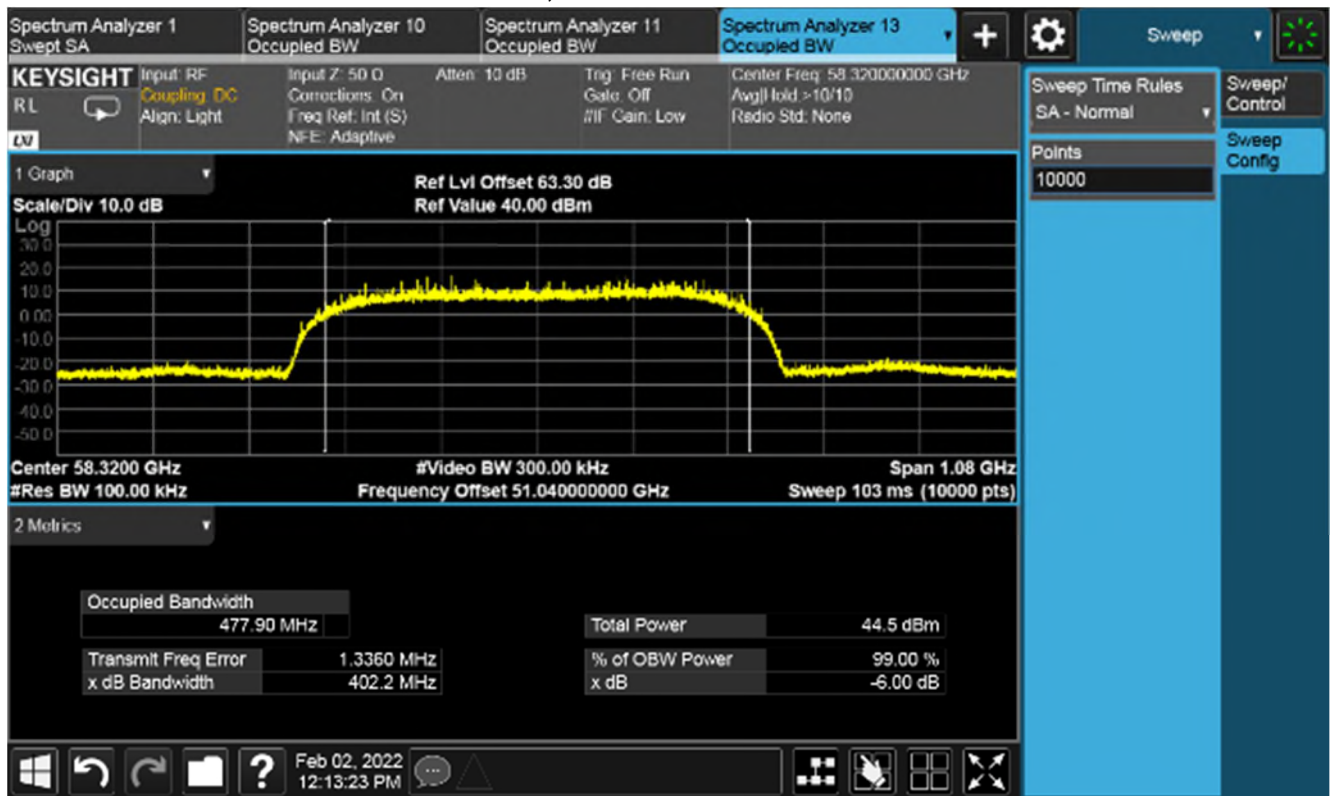 Spectrum Analyzer 1
Swept SA
Spectrum Analyzer 10
Occupied BW
Spectrum Analyzer 11
Occupied BW
Spectrum Analyzer 13
Occupied BW
Sweep
KEYSIGHT
RL
LXI
Input: RF
Coupling: DC
Align: Light
Input Z: 50 Ω
Corrections: On
Freq Ref: Int (S)
NFE: Adaptive
Atten: 10 dB
Trig: Free Run
Gate: Off
#IF Gain: Low
Center Freq: 58.320000000 GHz
Avg|Hold:>10/10
Radio Std: None
Sweep Time Rules
SA - Normal
Points
10000
Sweep/
Control
Sweep
Config
1 Graph
Scale/Div 10.0 dB
Ref Lvl Offset 63.30 dB
Ref Value 40.00 dBm
Log
30.0
20.0
10.0
0.00
-10.0
-20.0
-30.0
-40.0
-50.0
Center 58.3200 GHz
#Video BW 300.00 kHz
Span 1.08 GHz
#Res BW 100.00 kHz
Frequency Offset 51.040000000 GHz
Sweep 103 ms (10000 pts)
2 Metrics
Occupied Bandwidth
477.90 MHz
Total Power 44.5 dBm
Transmit Freq Error 1.3360 MHz
% of OBW Power 99.00 %
x dB Bandwidth 402.2 MHz
x dB -6.00 dB
?
Feb 02, 2022
12:13:23 PM